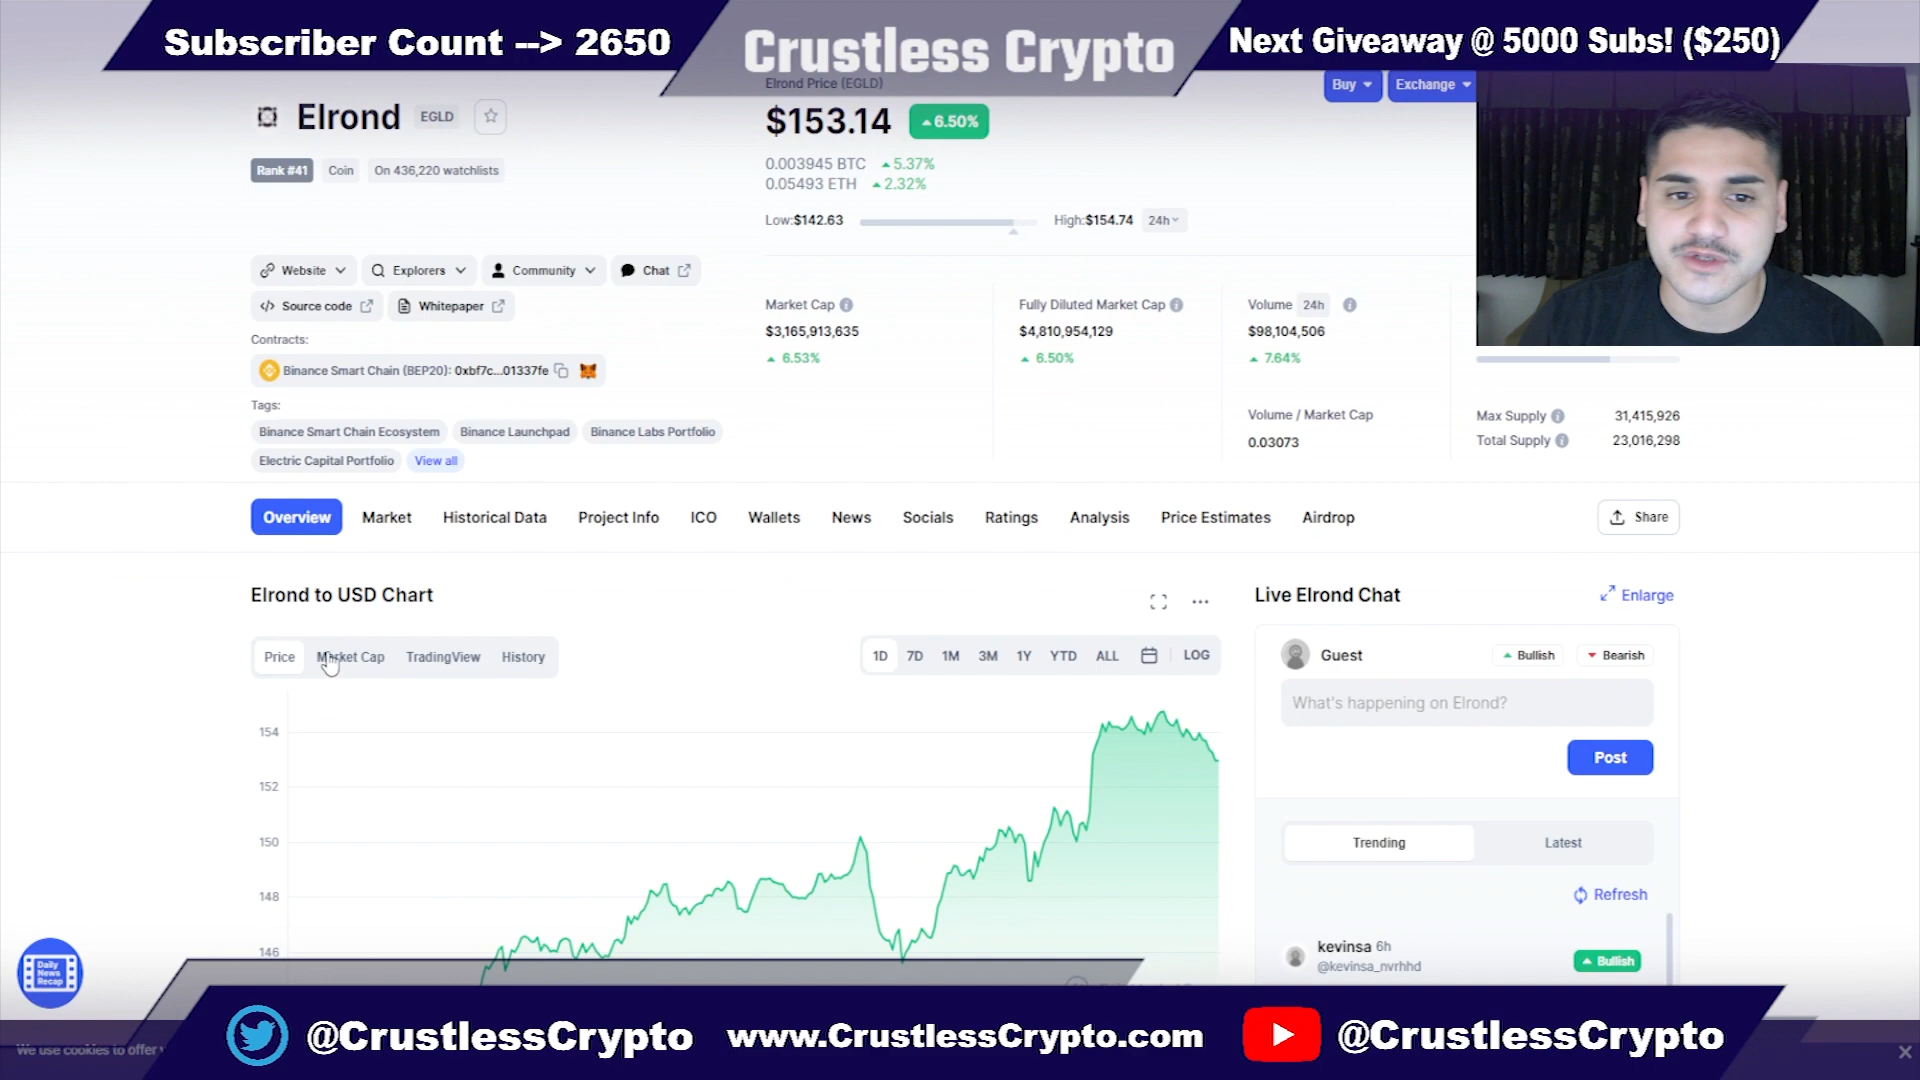 Subscriber Count --> 2650
Crustless Crypto
Next Giveaway @ 5000 Subs! ($250)
Elrond EGLD
Rank #41 Coin On 436,220 watchlists
Elrond Price (EGLD)
$153.14 6.50%
0.003945 BTC 5.37%
0.05493 ETH 2.32%
Low:$142.63 High:$154.74 24h
Buy Exchange
Website Explorers Community Chat
Source code Whitepaper
Contracts:
Binance Smart Chain (BEP20): 0xbf7c...01337fe
Tags:
Binance Smart Chain Ecosystem Binance Launchpad Binance Labs Portfolio
Electric Capital Portfolio View all
Market Cap
$3,165,913,635
6.53%
Fully Diluted Market Cap
$4,810,954,129
6.50%
Volume 24h
$98,104,506
7.64%
Volume / Market Cap
0.03073
Max Supply 31,415,926
Total Supply 23,016,298
Overview Market Historical Data Project Info ICO Wallets News Socials Ratings Analysis Price Estimates Airdrop
Share
Elrond to USD Chart
Price Market Cap TradingView History
1D 7D 1M 3M 1Y YTD ALL LOG
154
152
150
148
146
Live Elrond Chat
Enlarge
Guest Bullish Bearish
What's happening on Elrond?
Post
Trending Latest
Refresh
kevinsa 6h
@kevinsa_nvrhhd
Bullish
Daily
News
Recap
We use cookies to offer
@CrustlessCrypto
www.CrustlessCrypto.com
@CrustlessCrypto